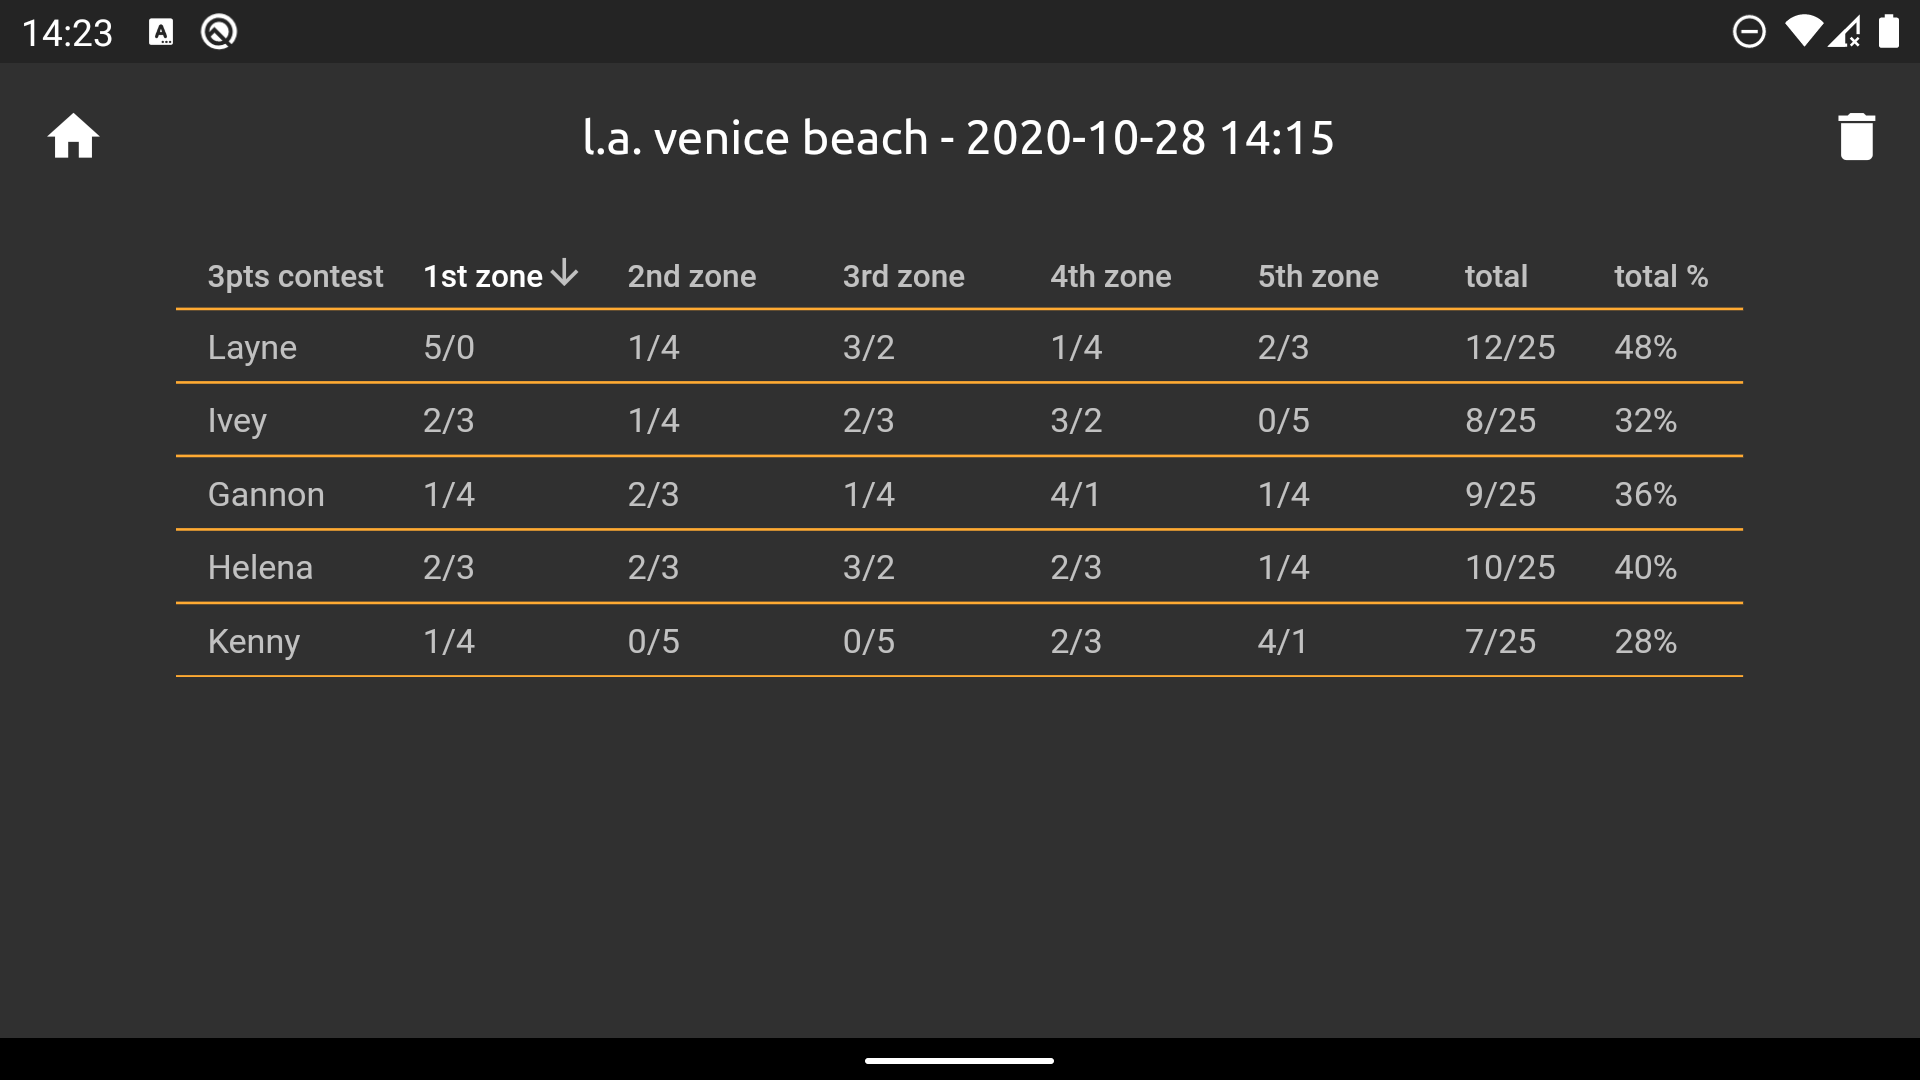 14:23
l.a. venice beach - 2020-10-28 14:15
3pts contest 1st zone 2nd zone 3rd zone 4th zone 5th zone total total %
Layne 5/0 1/4 3/2 1/4 2/3 12/25 48%
Ivey 2/3 1/4 2/3 3/2 0/5 8/25 32%
Gannon 1/4 2/3 1/4 4/1 1/4 9/25 36%
Helena 2/3 2/3 3/2 2/3 1/4 10/25 40%
Kenny 1/4 0/5 0/5 2/3 4/1 7/25 28%